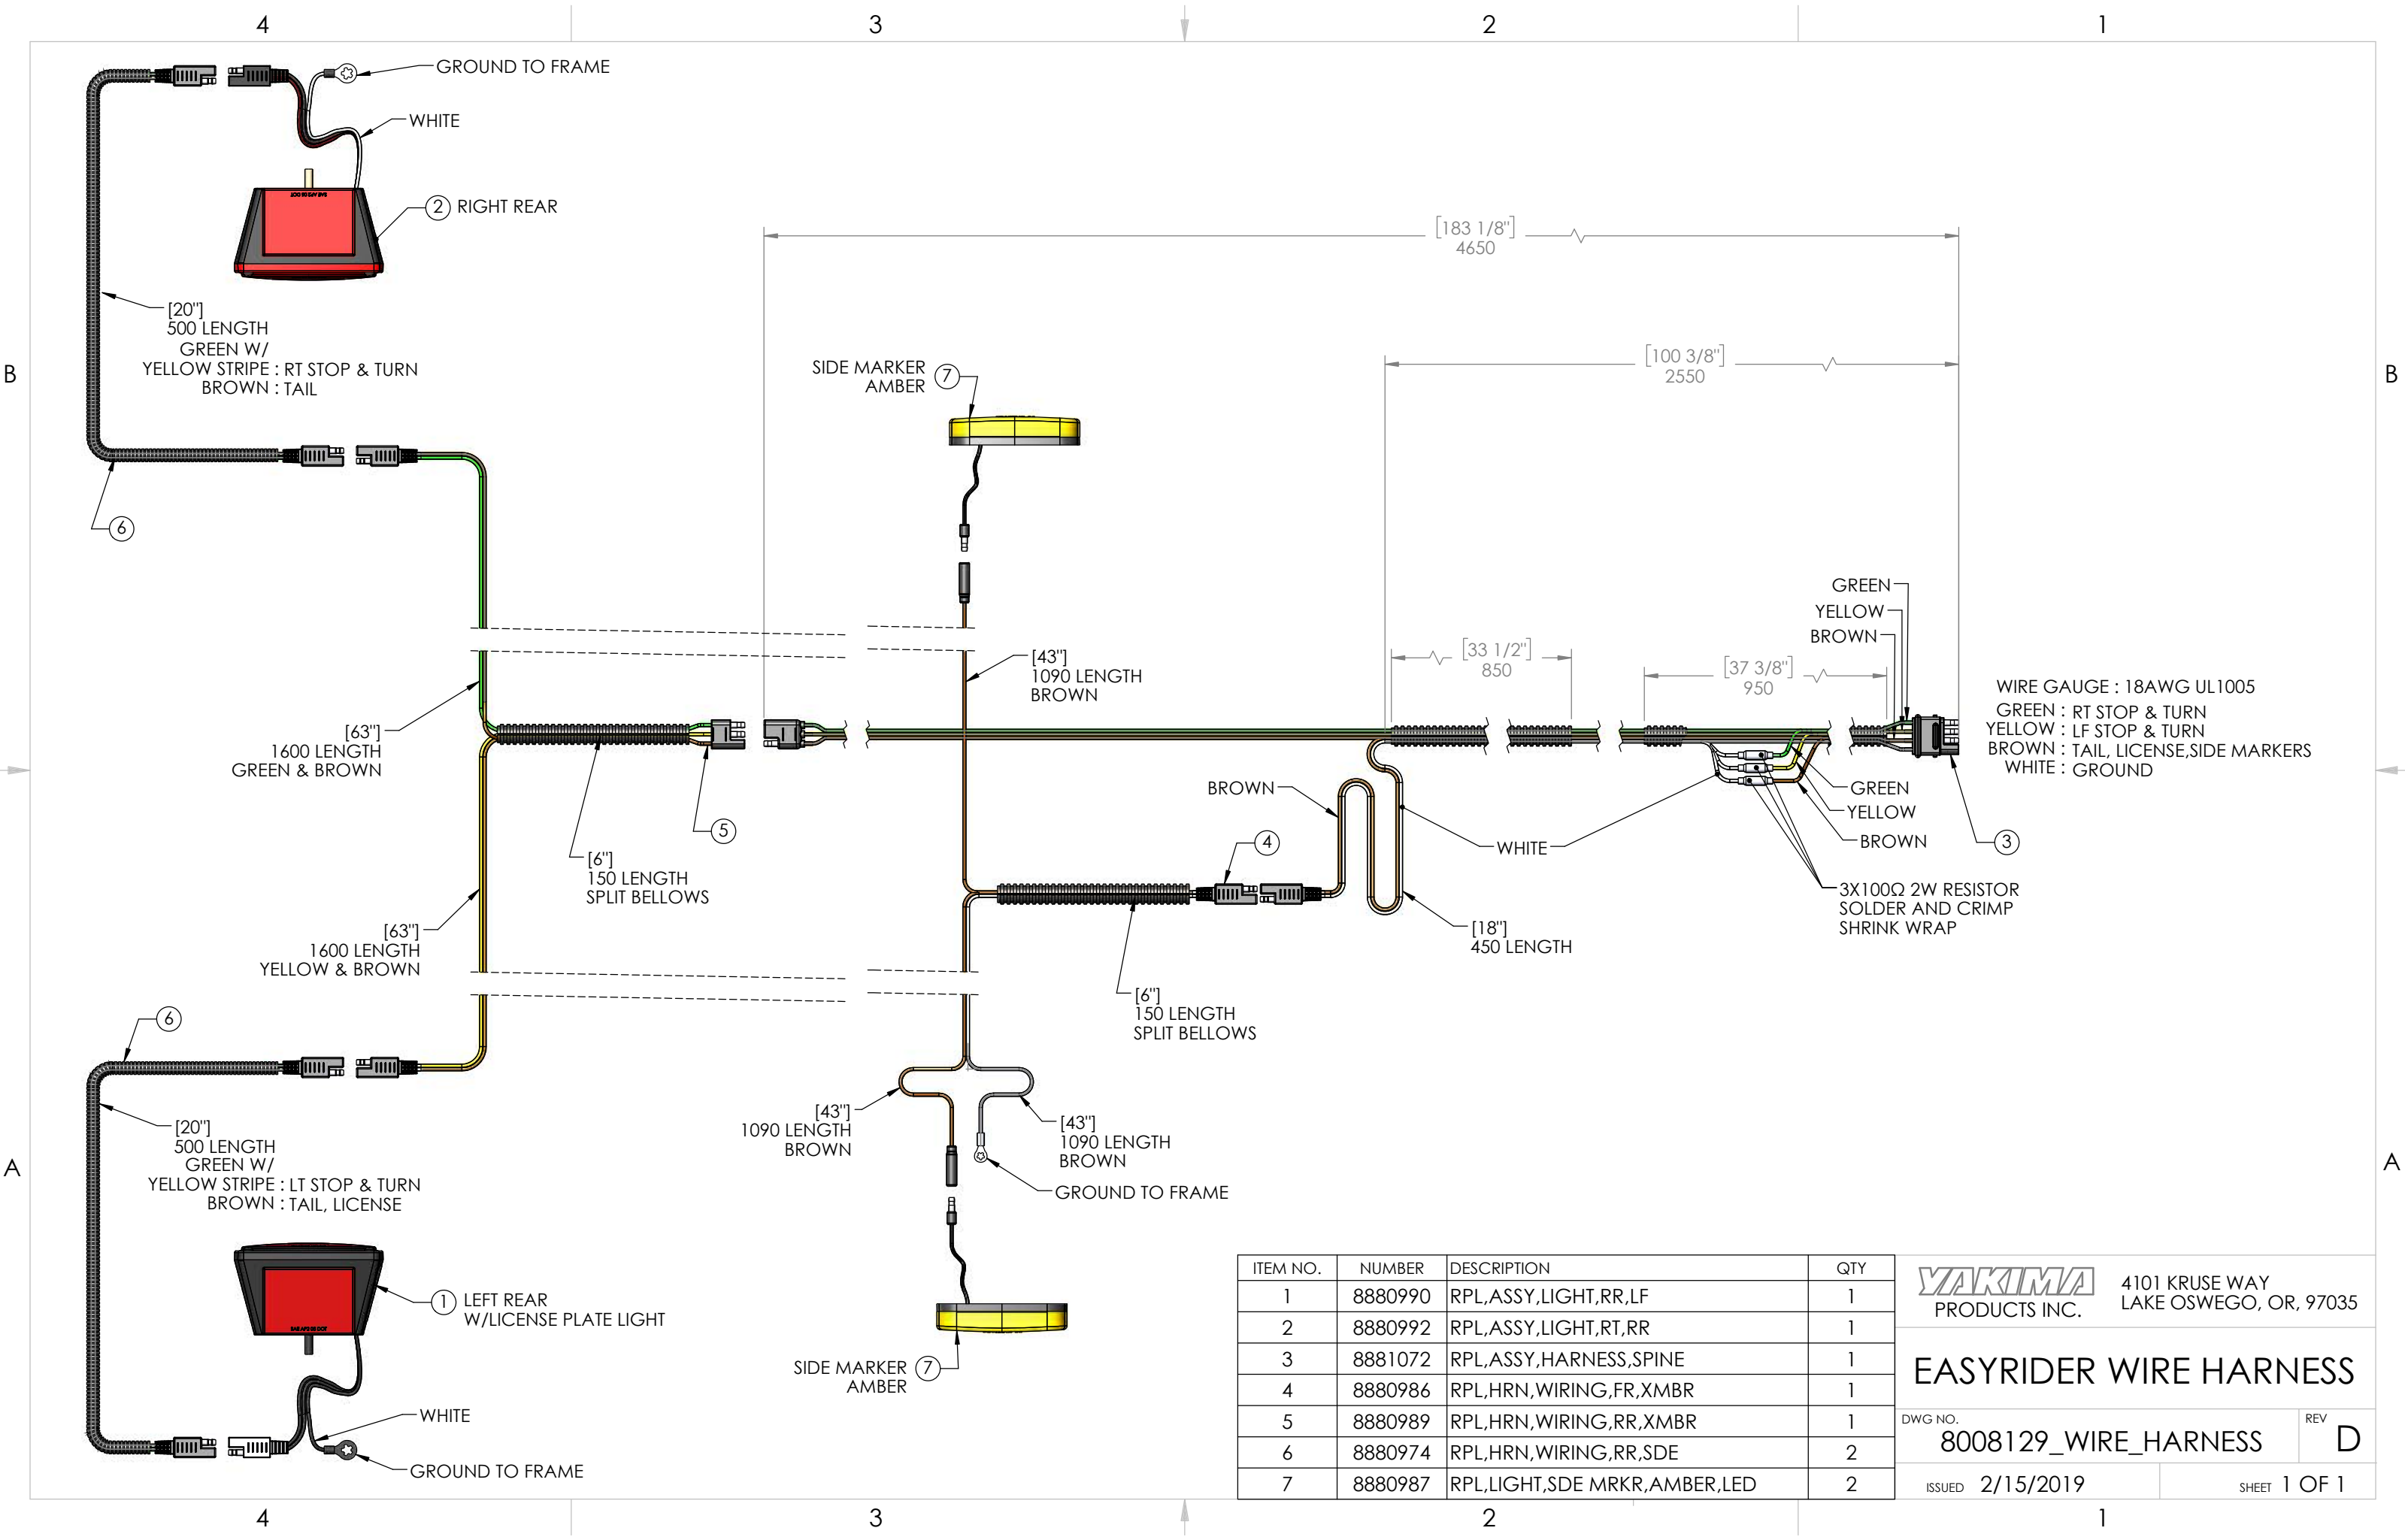 4
3
2
1
GROUND TO FRAME
WHITE
2 RIGHT REAR
[20"]
500 LENGTH
GREEN W/
YELLOW STRIPE : RT STOP & TURN
BROWN : TAIL
6
B
B
[183 1/8"]
4650
[100 3/8"]
2550
SIDE MARKER
AMBER
7
[33 1/2"]
850
[37 3/8"]
950
GREEN
YELLOW
BROWN
WIRE GAUGE : 18AWG UL1005
GREEN : RT STOP & TURN
YELLOW : LF STOP & TURN
BROWN : TAIL, LICENSE,SIDE MARKERS
WHITE : GROUND
[43"]
1090 LENGTH
BROWN
[63"]
1600 LENGTH
GREEN & BROWN
5
[6"]
150 LENGTH
SPLIT BELLOWS
BROWN
4
WHITE
GREEN
YELLOW
BROWN
3
3X100Ω 2W RESISTOR
SOLDER AND CRIMP
SHRINK WRAP
[18"]
450 LENGTH
[63"]
1600 LENGTH
YELLOW & BROWN
[6"]
150 LENGTH
SPLIT BELLOWS
6
[20"]
500 LENGTH
GREEN W/
YELLOW STRIPE : LT STOP & TURN
BROWN : TAIL, LICENSE
[43"]
1090 LENGTH
BROWN
[43"]
1090 LENGTH
BROWN
GROUND TO FRAME
A
A
1 LEFT REAR
W/LICENSE PLATE LIGHT
SIDE MARKER
AMBER
7
WHITE
GROUND TO FRAME
ITEM NO. NUMBER DESCRIPTION QTY
1 8880990 RPL,ASSY,LIGHT,RR,LF 1
2 8880992 RPL,ASSY,LIGHT,RT,RR 1
3 8881072 RPL,ASSY,HARNESS,SPINE 1
4 8880986 RPL,HRN,WIRING,FR,XMBR 1
5 8880989 RPL,HRN,WIRING,RR,XMBR 1
6 8880974 RPL,HRN,WIRING,RR,SDE 2
7 8880987 RPL,LIGHT,SDE MRKR,AMBER,LED 2
YAKIMA
PRODUCTS INC.
4101 KRUSE WAY
LAKE OSWEGO, OR, 97035
EASYRIDER WIRE HARNESS
DWG NO.
8008129_WIRE_HARNESS
REV
D
ISSUED 2/15/2019
SHEET 1 OF 1
4
3
2
1